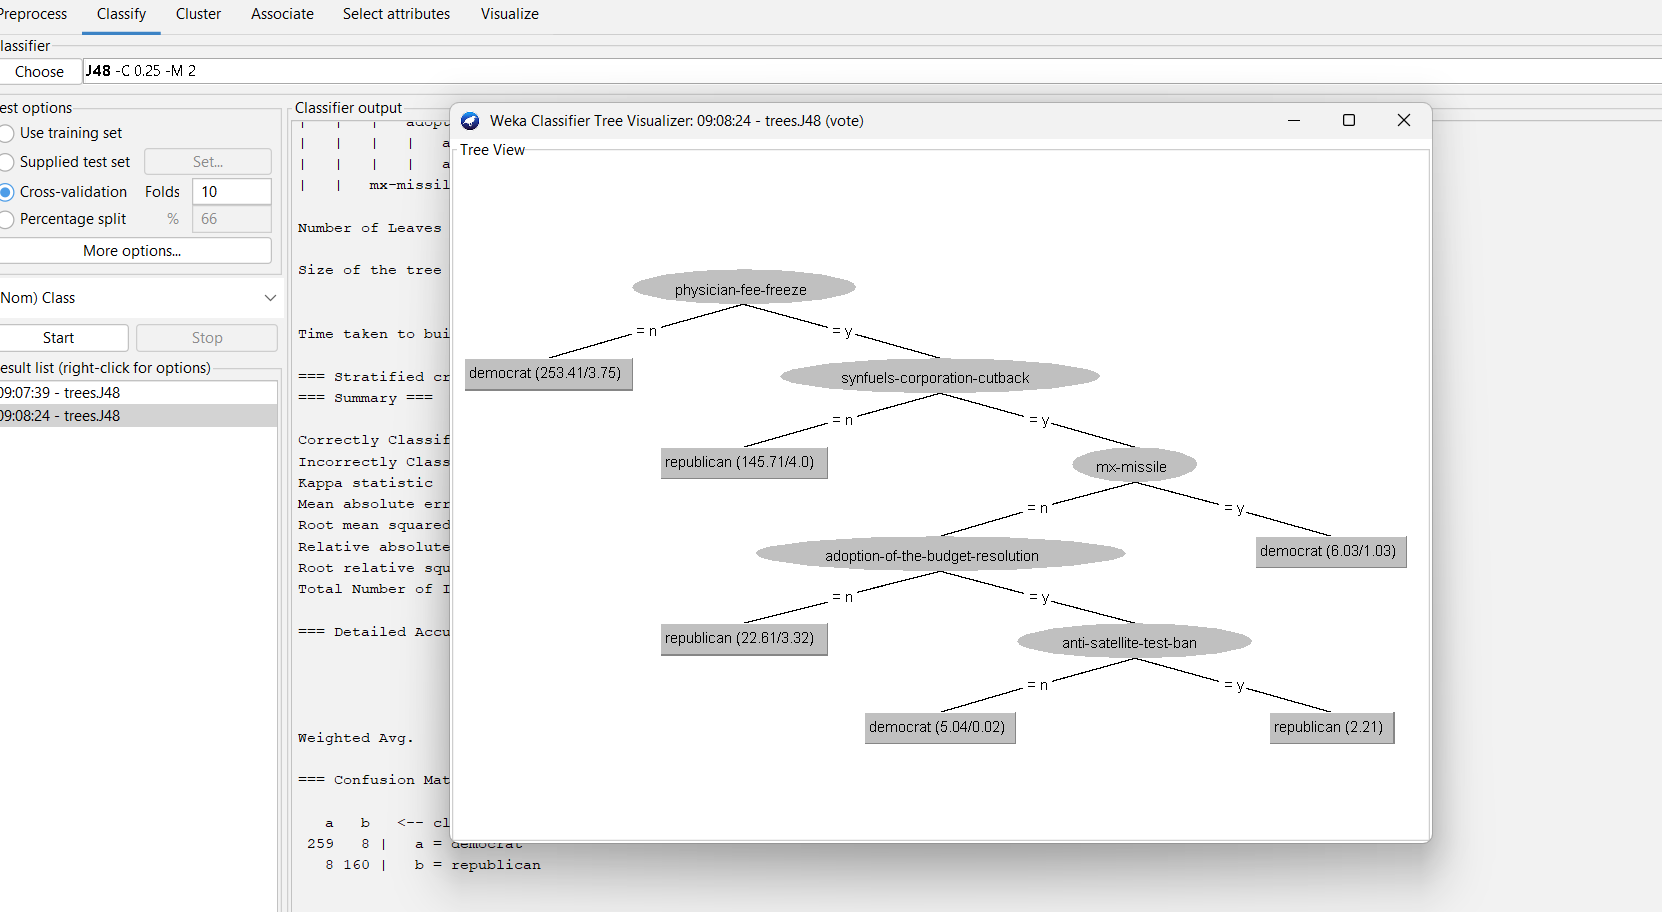 Preprocess Classify Cluster Associate Select attributes Visualize
lassifier
Choose J48 -C 0.25 -M 2
est options
Use training set
Supplied test set Set...
Cross-validation Folds 10
Percentage split % 66
More options...
Nom) Class
Start Stop
esult list (right-click for options)
09:07:39 - trees.J48
09:08:24 - trees.J48
Classifier output
| | | adopt
| | | | a
| | | | a
| | mx-missil
Number of Leaves
Size of the tree
Time taken to bui
=== Stratified cr
=== Summary ===
Correctly Classif
Incorrectly Class
Kappa statistic
Mean absolute err
Root mean squared
Relative absolute
Root relative squ
Total Number of I
=== Detailed Accu
Weighted Avg.
=== Confusion Mat
a b <-- cl
259 8 | a = democrat
8 160 | b = republican
Weka Classifier Tree Visualizer: 09:08:24 - trees.J48 (vote)
Tree View
physician-fee-freeze
= n = y
democrat (253.41/3.75) synfuels-corporation-cutback
= n = y
republican (145.71/4.0) mx-missile
= n = y
adoption-of-the-budget-resolution democrat (6.03/1.03)
= n = y
republican (22.61/3.32) anti-satellite-test-ban
= n = y
democrat (5.04/0.02) republican (2.21)